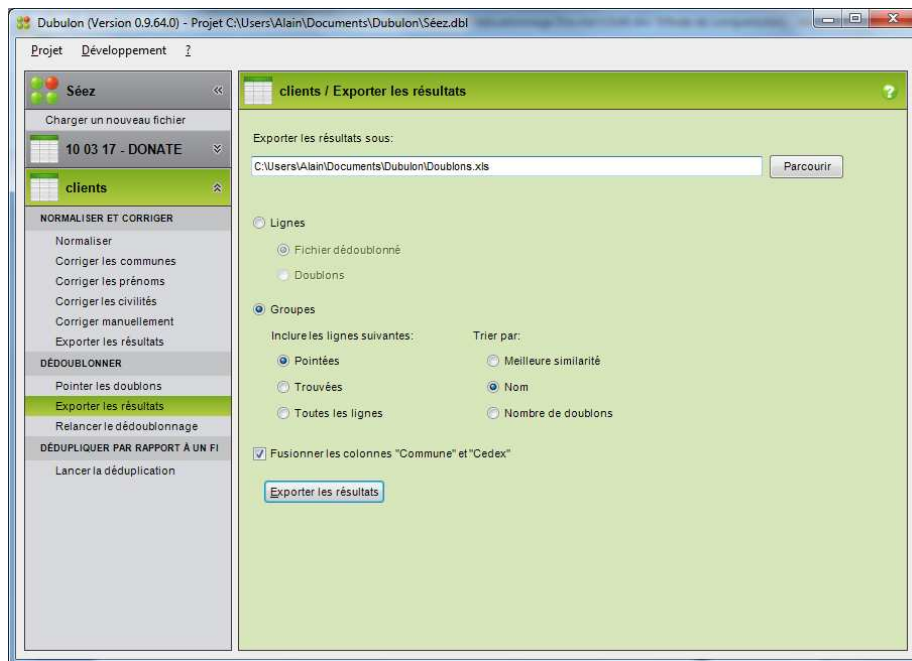 Dubulon (Version 0.9.64.0) - Projet C:\Users\Alain\Documents\Dubulon\Séez.dbl
Projet Développement ?
Séez
Charger un nouveau fichier
10 03 17 - DONATE
clients
NORMALISER ET CORRIGER
Normaliser
Corriger les communes
Corriger les prénoms
Corriger les civilités
Corriger manuellement
Exporter les résultats
DÉDOUBLONNER
Pointer les doublons
Exporter les résultats
Relancer le dédoublonnage
DÉDUPLIQUER PAR RAPPORT À UN FI
Lancer la déduplication
clients / Exporter les résultats
Exporter les résultats sous:
C:\Users\Alain\Documents\Dubulon\Doublons.xls
Parcourir
Lignes
Fichier dédoublonné
Doublons
Groupes
Inclure les lignes suivantes:
Pointées
Trouvées
Toutes les lignes
Trier par:
Meilleure similarité
Nom
Nombre de doublons
Fusionner les colonnes "Commune" et "Cedex"
Exporter les résultats